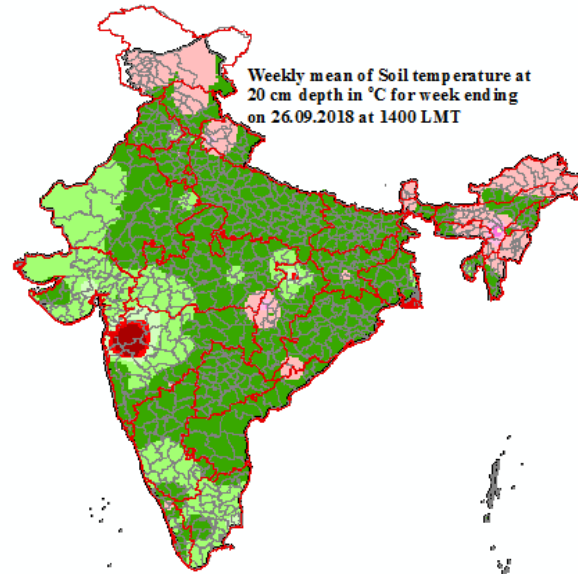 Weekly mean of Soil temperature at
20 cm depth in °C for week ending
on 26.09.2018 at 1400 LMT